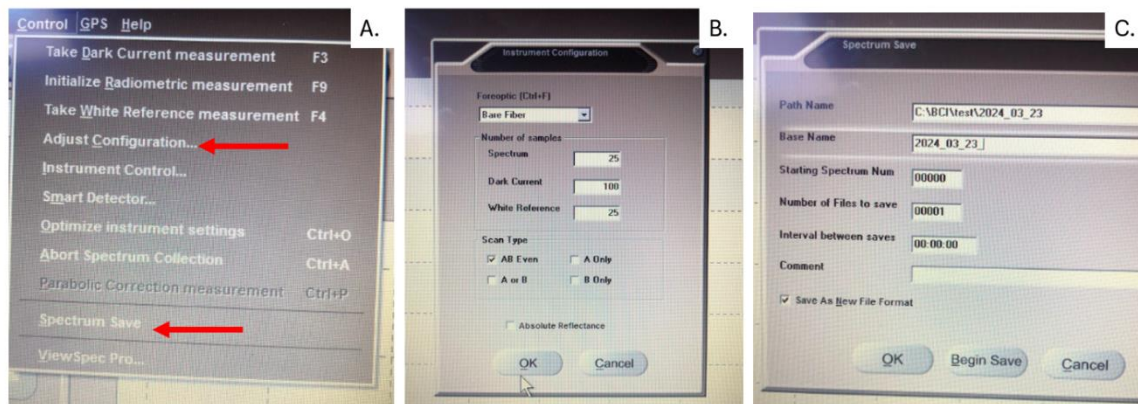 Control GPS Help
A.
Take Dark Current measurement F3
Initialize Radiometric measurement F9
Take White Reference measurement F4
Adjust Configuration...
Instrument Control...
Smart Detector...
Optimize instrument settings Ctrl+O
Abort Spectrum Collection Ctrl+A
Parabolic Correction measurement Ctrl+P
Spectrum Save
ViewSpec Pro...
B.
Instrument Configuration
Foreoptic (Ctrl+F)
Bare Fiber
Number of samples
Spectrum 25
Dark Current 100
White Reference 25
Scan Type
AB Even A Only
A or B B Only
Absolute Reflectance
OK Cancel
C.
Spectrum Save
Path Name C:\BCI\test\2024_03_23
Base Name 2024_03_23_
Starting Spectrum Num 00000
Number of Files to save 00001
Interval between saves 00:00:00
Comment
Save As New File Format
OK Begin Save Cancel